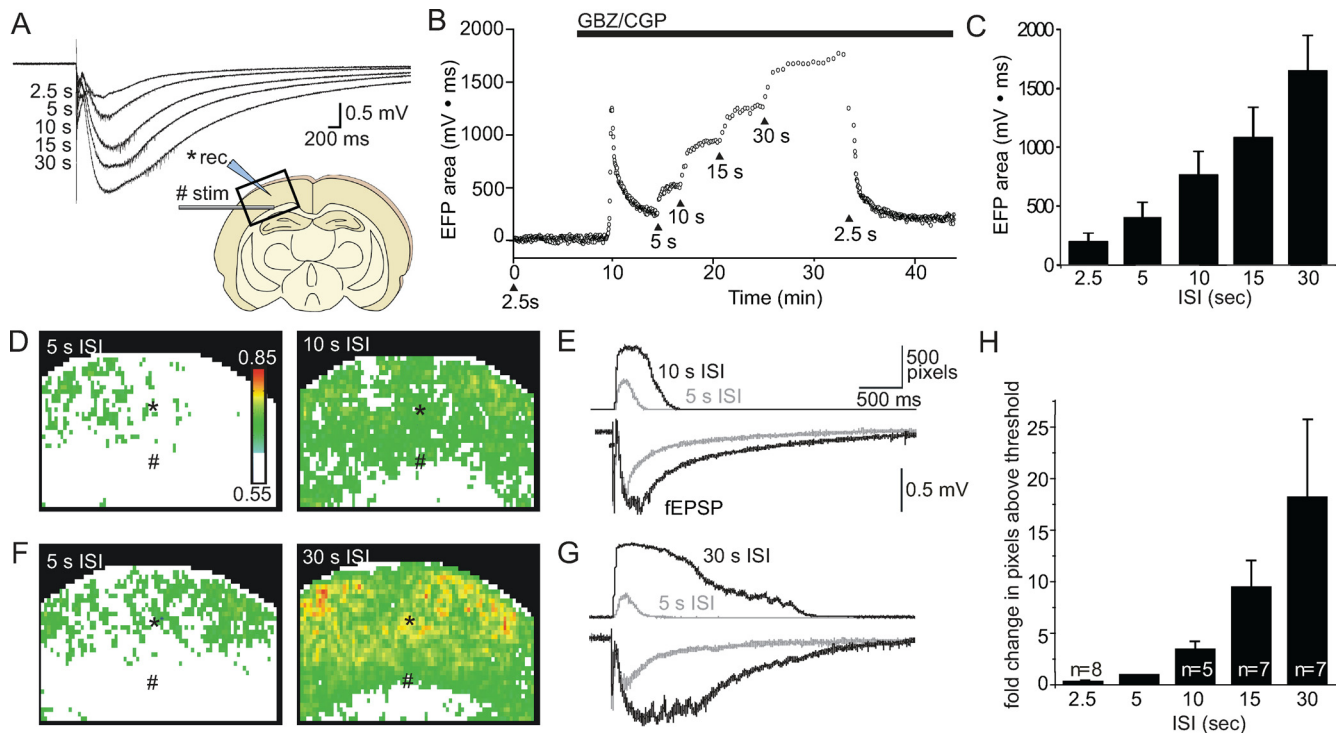 A
2.5 s
5 s
10 s
15 s
30 s
0.5 mV
200 ms
* rec
# stim
B
GBZ/CGP
2000
1500
1000
500
0
EFP area (mV • ms)
5 s
10 s
15 s
30 s
2.5 s
0
10
20
30
40
2.5s
Time (min)
C
2000
1500
1000
500
0
EFP area (mV • ms)
2.5
5
10
15
30
ISI (sec)
D
5 s ISI
0.85
0.55
*
#
10 s ISI
*
#
E
10 s ISI
5 s ISI
500
pixels
500 ms
fEPSP
0.5 mV
F
5 s ISI
*
#
30 s ISI
*
#
G
30 s ISI
5 s ISI
H
fold change in pixels above threshold
25
20
15
10
5
0
n=8
n=5
n=7
n=7
2.5
5
10
15
30
ISI (sec)